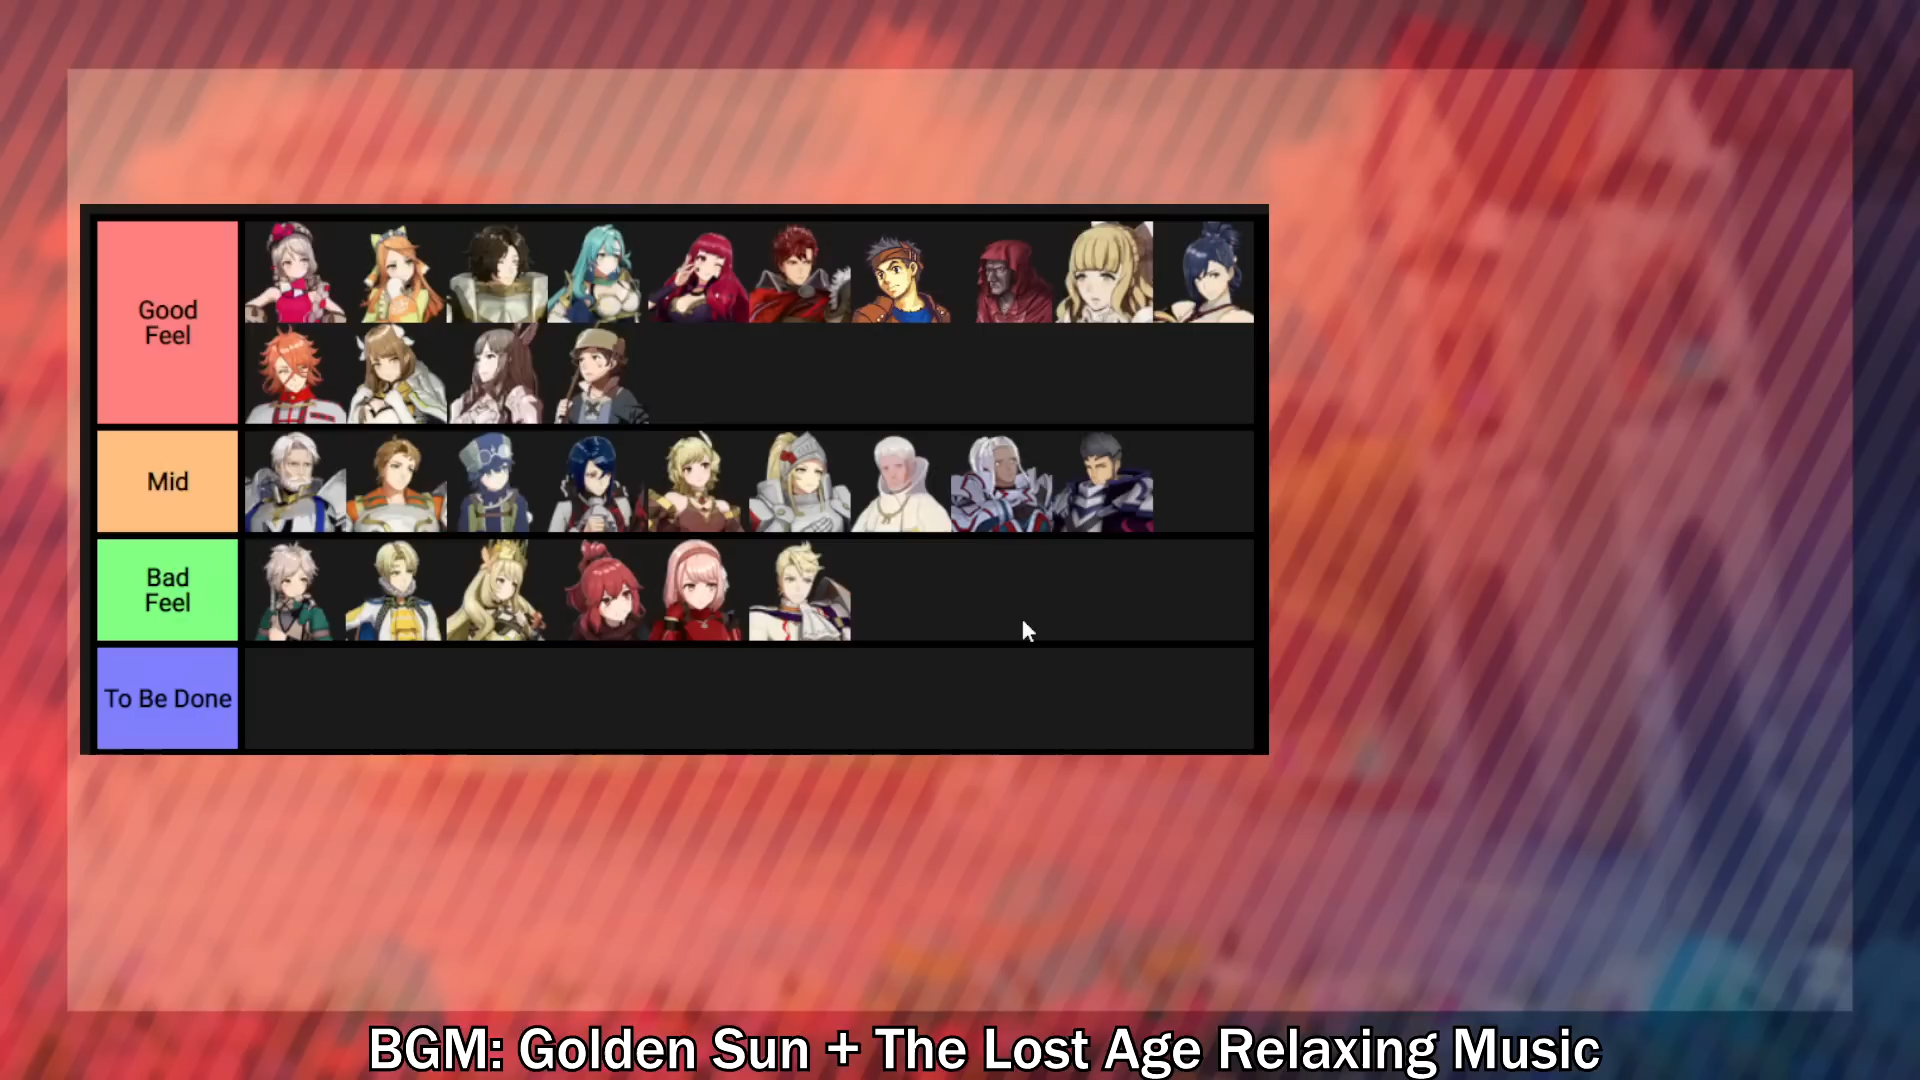 Good
Feel
Mid
Bad
Feel
To Be Done
BGM: Golden Sun + The Lost Age Relaxing Music